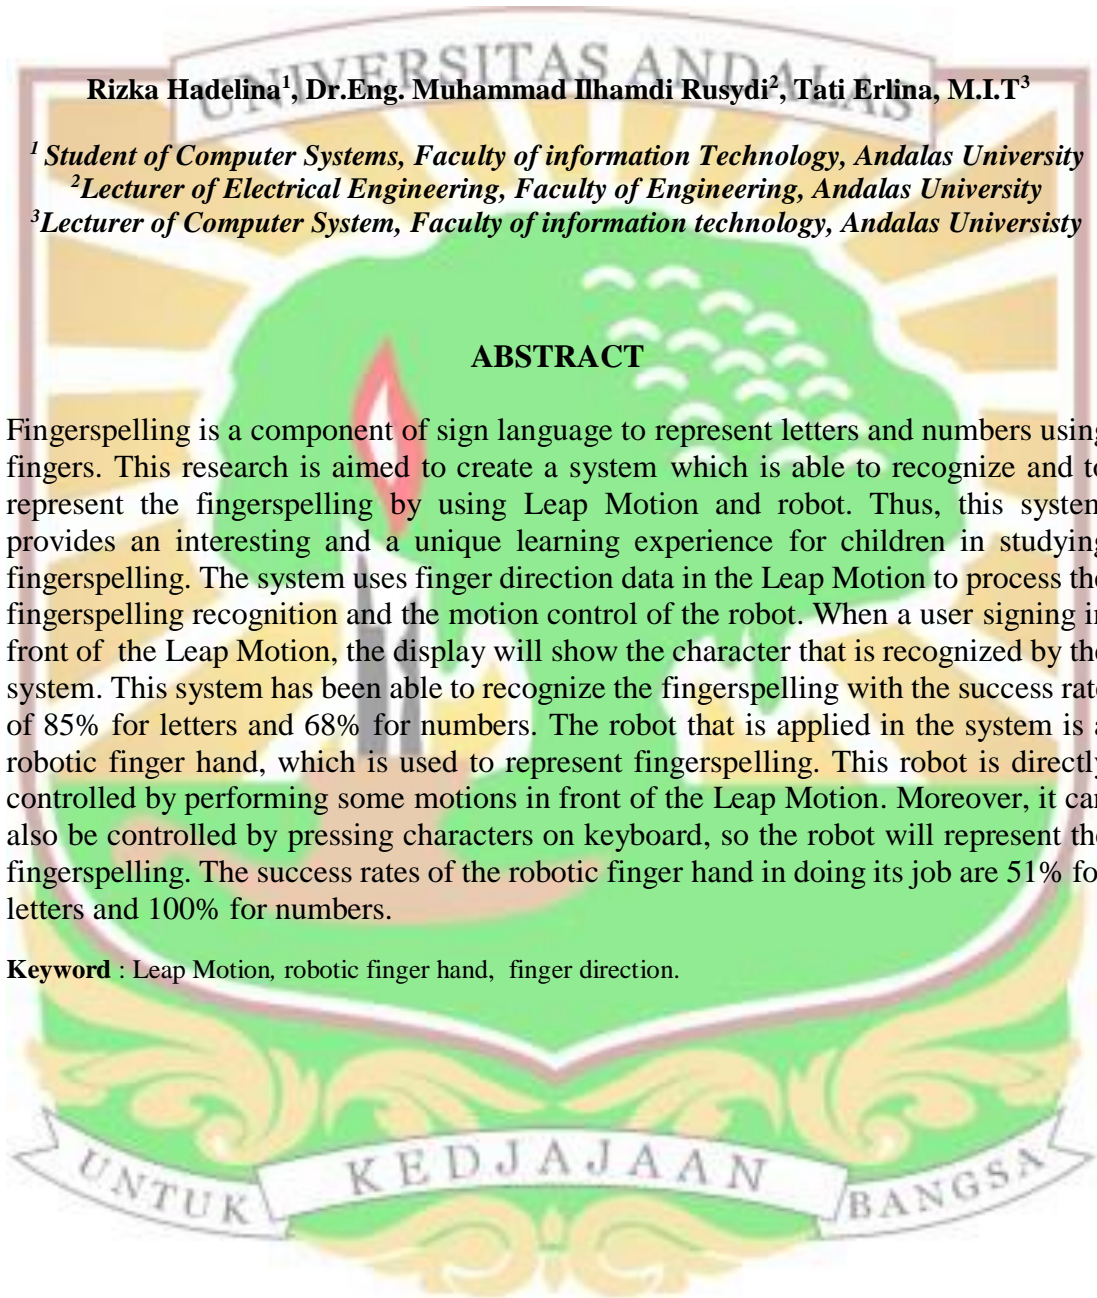 UNIVERSITAS ANDALAS
Rizka Hadelina1, Dr.Eng. Muhammad Ilhamdi Rusydi2, Tati Erlina, M.I.T3
1 Student of Computer Systems, Faculty of information Technology, Andalas University
2Lecturer of Electrical Engineering, Faculty of Engineering, Andalas University
3Lecturer of Computer System, Faculty of information technology, Andalas Universisty
ABSTRACT
Fingerspelling is a component of sign language to represent letters and numbers using
fingers. This research is aimed to create a system which is able to recognize and to
represent the fingerspelling by using Leap Motion and robot. Thus, this system
provides an interesting and a unique learning experience for children in studying
fingerspelling. The system uses finger direction data in the Leap Motion to process the
fingerspelling recognition and the motion control of the robot. When a user signing in
front of the Leap Motion, the display will show the character that is recognized by the
system. This system has been able to recognize the fingerspelling with the success rate
of 85% for letters and 68% for numbers. The robot that is applied in the system is a
robotic finger hand, which is used to represent fingerspelling. This robot is directly
controlled by performing some motions in front of the Leap Motion. Moreover, it can
also be controlled by pressing characters on keyboard, so the robot will represent the
fingerspelling. The success rates of the robotic finger hand in doing its job are 51% for
letters and 100% for numbers.
Keyword : Leap Motion, robotic finger hand, finger direction.
UNTUK KEDJAJAAN BANGSA